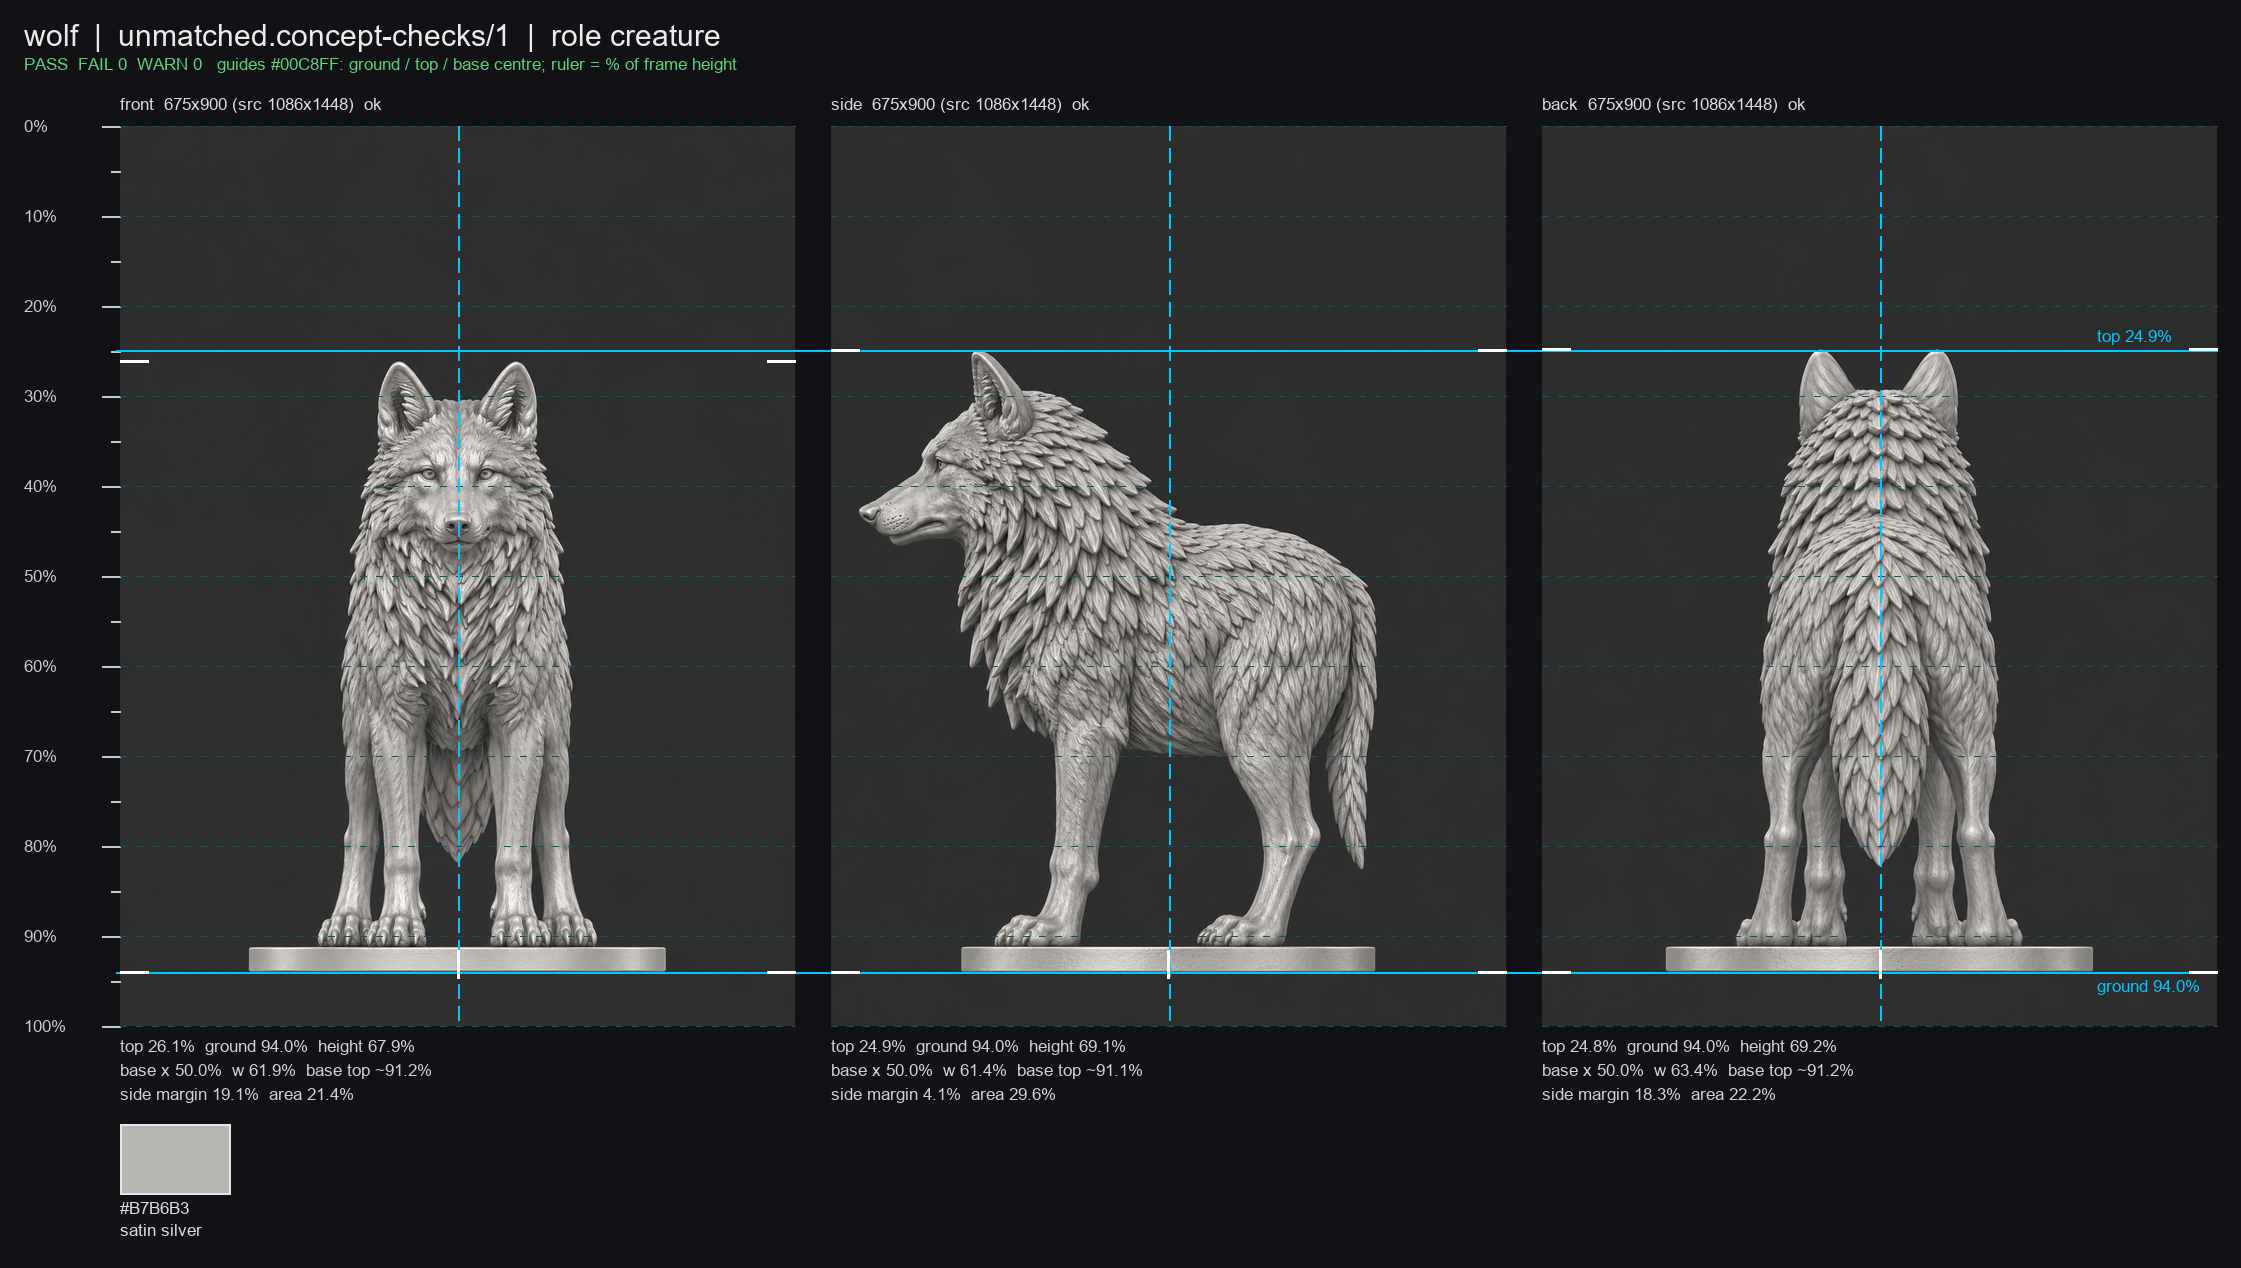 wolf | unmatched.concept-checks/1 | role creature
PASS FAIL 0 WARN 0 guides #00C8FF: ground / top / base centre; ruler = % of frame height
front 675x900 (src 1086x1448) ok
side 675x900 (src 1086x1448) ok
back 675x900 (src 1086x1448) ok
0%
10%
20%
top 24.9%
30%
40%
50%
60%
70%
80%
90%
ground 94.0%
100%
top 26.1% ground 94.0% height 67.9%
base x 50.0% w 61.9% base top ~91.2%
side margin 19.1% area 21.4%
top 24.9% ground 94.0% height 69.1%
base x 50.0% w 61.4% base top ~91.1%
side margin 4.1% area 29.6%
top 24.8% ground 94.0% height 69.2%
base x 50.0% w 63.4% base top ~91.2%
side margin 18.3% area 22.2%
#B7B6B3
satin silver